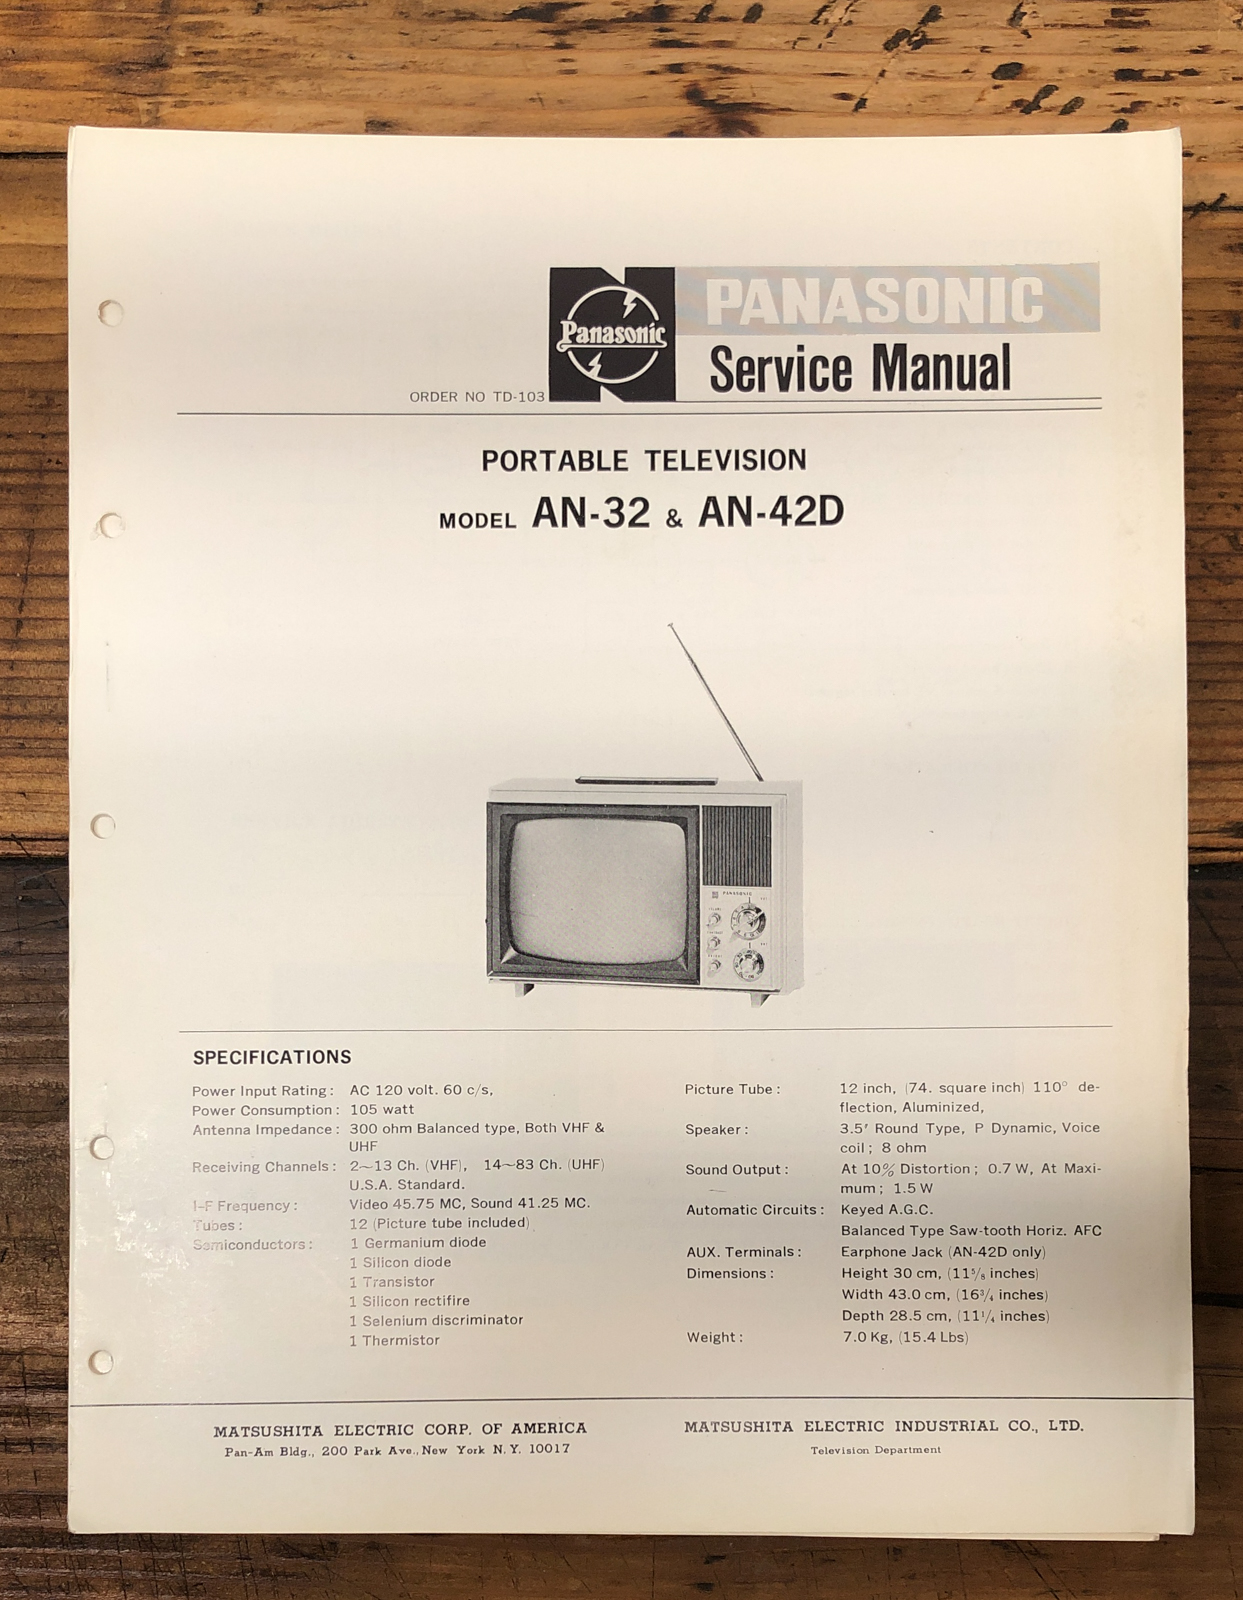 Panasonic
PANASONIC
Service Manual
ORDER NO TD-103
PORTABLE TELEVISION
MODEL AN-32 & AN-42D
PANASONIC
SPECIFICATIONS
Power Input Rating: AC 120 volt. 60 c/s,
Power Consumption: 105 watt
Antenna Impedance: 300 ohm Balanced type, Both VHF &
UHF
Receiving Channels: 2~13 Ch. (VHF), 14~83 Ch. (UHF)
U.S.A. Standard.
I-F Frequency: Video 45.75 MC, Sound 41.25 MC.
Tubes: 12 (Picture tube included)
Semiconductors: 1 Germanium diode
1 Silicon diode
1 Transistor
1 Silicon rectifire
1 Selenium discriminator
1 Thermistor
Picture Tube: 12 inch, (74. square inch) 110° de-
flection, Aluminized,
Speaker: 3.5' Round Type, P Dynamic, Voice
coil; 8 ohm
Sound Output: At 10% Distortion; 0.7 W, At Maxi-
mum; 1.5 W
Automatic Circuits: Keyed A.G.C.
Balanced Type Saw-tooth Horiz. AFC
AUX. Terminals: Earphone Jack (AN-42D only)
Dimensions: Height 30 cm, (11⁵/₈ inches)
Width 43.0 cm, (16³/₄ inches)
Depth 28.5 cm, (11¹/₄ inches)
Weight: 7.0 Kg, (15.4 Lbs)
MATSUSHITA ELECTRIC CORP. OF AMERICA
Pan-Am Bldg., 200 Park Ave., New York N.Y. 10017
MATSUSHITA ELECTRIC INDUSTRIAL CO., LTD.
Television Department